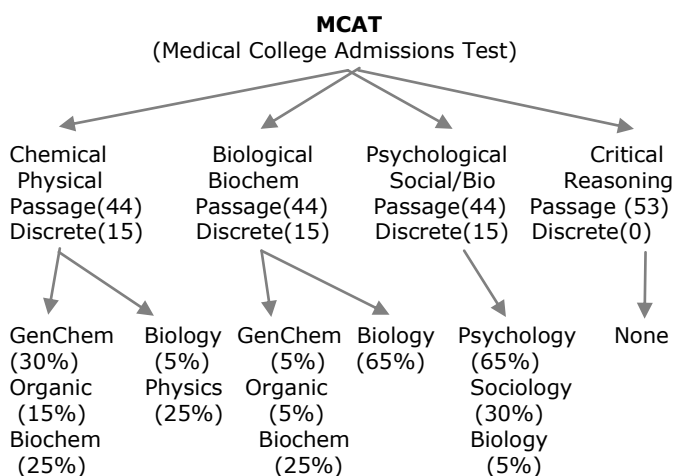 MCAT
(Medical College Admissions Test)
Chemical
Physical
Passage(44)
Discrete(15)
Biological
Biochem
Passage(44)
Discrete(15)
Psychological
Social/Bio
Passage(44)
Discrete(15)
Critical
Reasoning
Passage (53)
Discrete(0)
GenChem
(30%)
Organic
(15%)
Biochem
(25%)
Biology
(5%)
Physics
(25%)
GenChem
(5%)
Organic
(5%)
Biochem
(25%)
Biology
(65%)
Psychology
(65%)
Sociology
(30%)
Biology
(5%)
None